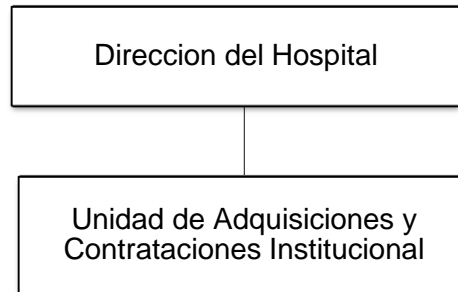 Direccion del Hospital
Unidad de Adquisiciones y
Contrataciones Institucional